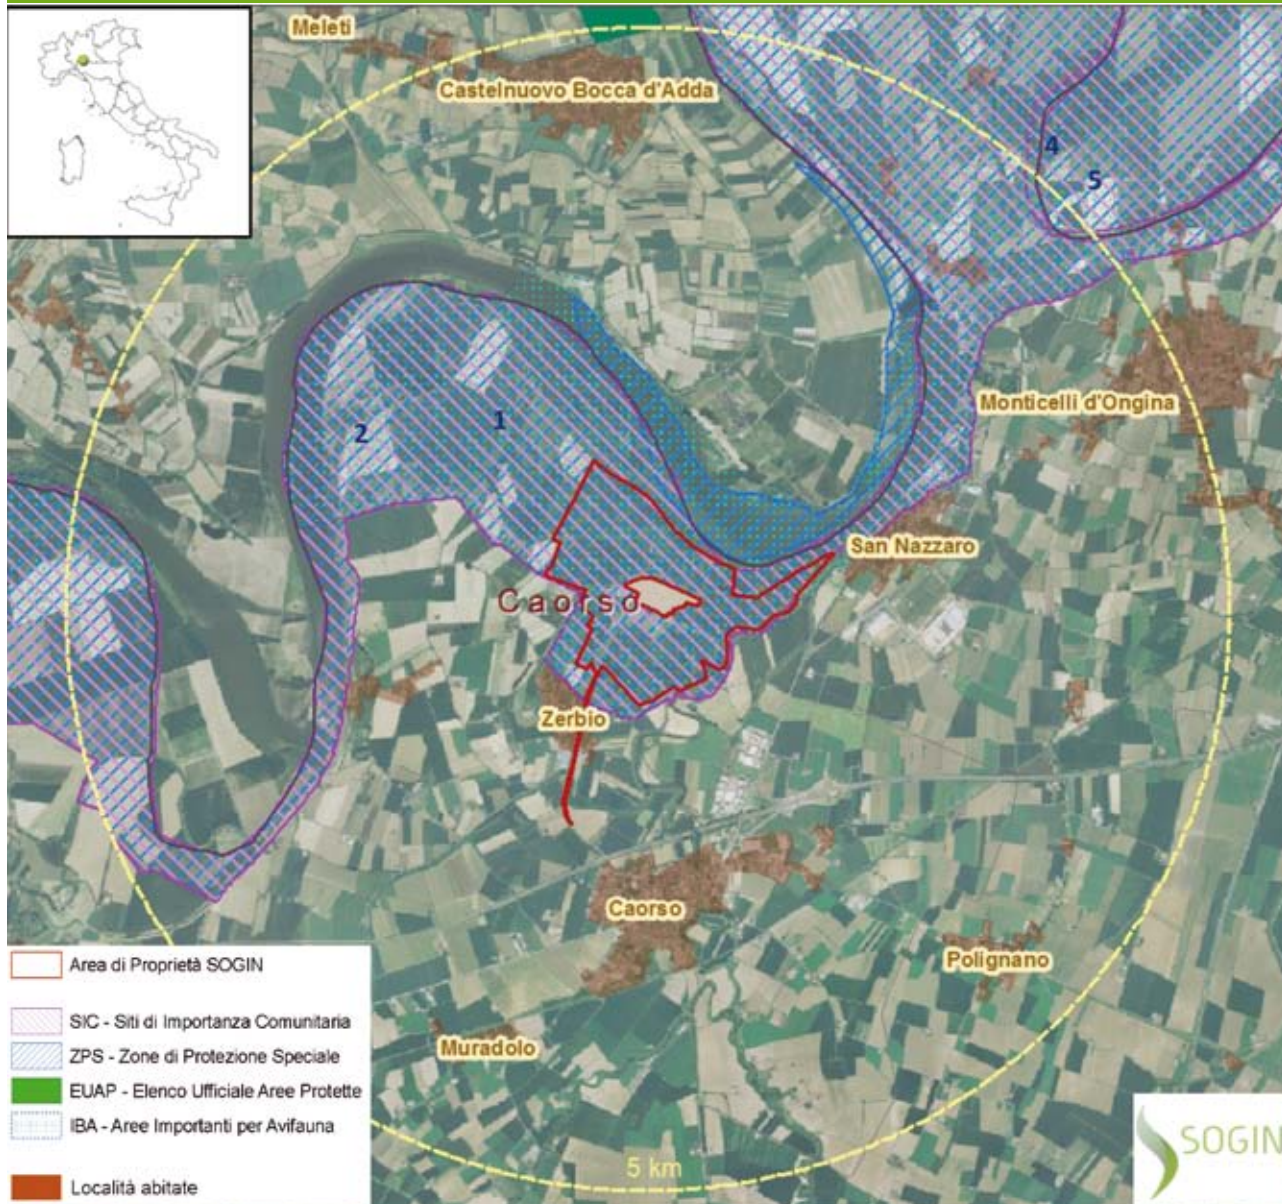 Meleti
Castelnuovo Bocca d'Adda
4
5
Monticelli d'Ongina
2
1
San Nazzaro
Caorso
Zerbio
Caorso
Polignano
Muradolo
5 km
Area di Proprietà SOGIN
SIC - Siti di Importanza Comunitaria
ZPS - Zone di Protezione Speciale
EUAP - Elenco Ufficiale Aree Protette
IBA - Aree Importanti per Avifauna
Località abitate
SOGIN